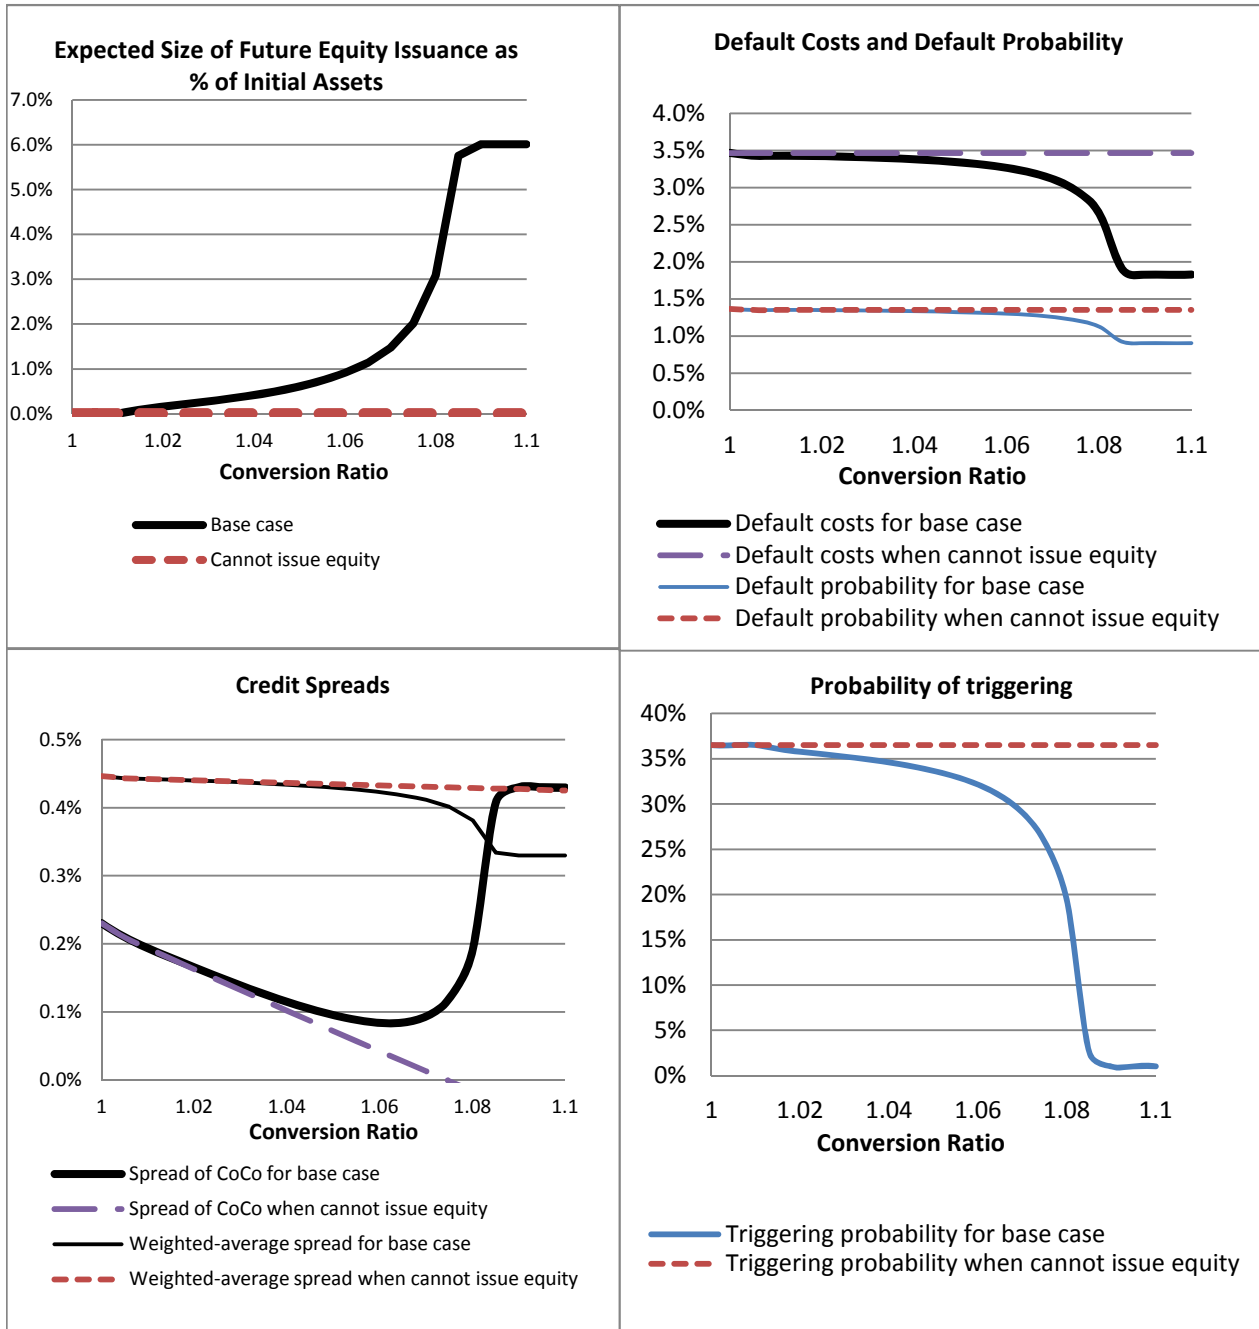 Expected Size of Future Equity Issuance as
% of Initial Assets
7.0%
6.0%
5.0%
4.0%
3.0%
2.0%
1.0%
0.0%
1 1.02 1.04 1.06 1.08 1.1
Conversion Ratio
Base case
Cannot issue equity
Default Costs and Default Probability
4.0%
3.5%
3.0%
2.5%
2.0%
1.5%
1.0%
0.5%
0.0%
1 1.02 1.04 1.06 1.08 1.1
Conversion Ratio
Default costs for base case
Default costs when cannot issue equity
Default probability for base case
Default probability when cannot issue equity
Credit Spreads
0.5%
0.4%
0.3%
0.2%
0.1%
0.0%
1 1.02 1.04 1.06 1.08 1.1
Conversion Ratio
Spread of CoCo for base case
Spread of CoCo when cannot issue equity
Weighted-average spread for base case
Weighted-average spread when cannot issue equity
Probability of triggering
40%
35%
30%
25%
20%
15%
10%
5%
0%
1 1.02 1.04 1.06 1.08 1.1
Conversion Ratio
Triggering probability for base case
Triggering probability when cannot issue equity